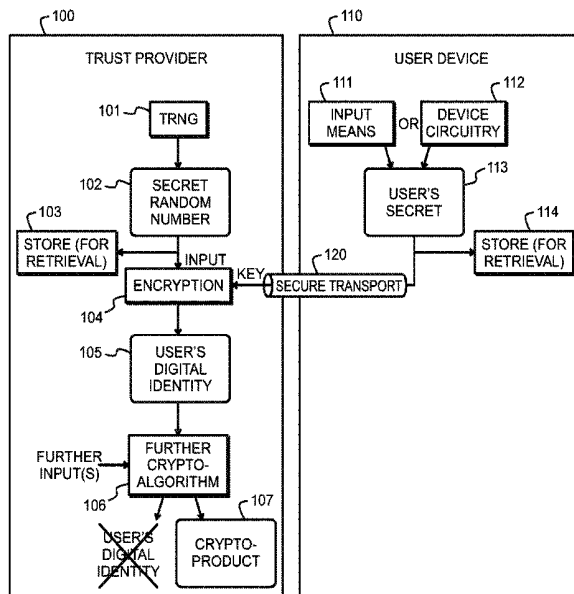 100
TRUST PROVIDER
101
TRNG
102
SECRET
RANDOM
NUMBER
103
STORE (FOR
RETRIEVAL)
INPUT
ENCRYPTION
104
KEY
105
USER'S
DIGITAL
IDENTITY
FURTHER
INPUT(S)
FURTHER
CRYPTO-
ALGORITHM
106
USER'S
DIGITAL
IDENTITY
107
CRYPTO-
PRODUCT
110
USER DEVICE
111
INPUT
MEANS
OR
112
DEVICE
CIRCUITRY
113
USER'S
SECRET
114
STORE (FOR
RETRIEVAL)
120
SECURE TRANSPORT